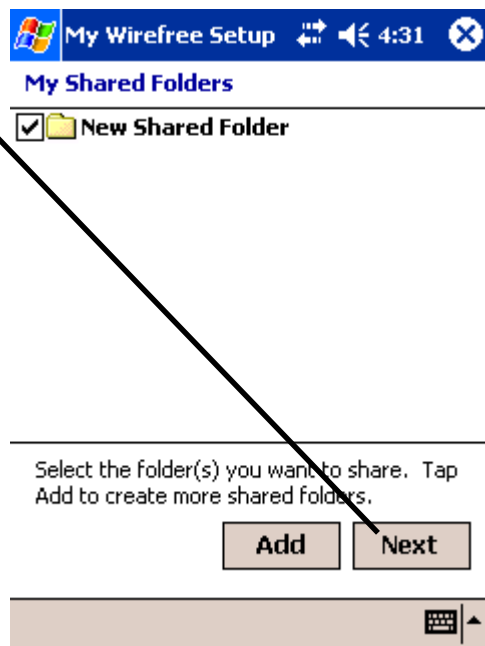 My Wirefree Setup 4:31
My Shared Folders
New Shared Folder
Select the folder(s) you want to share. Tap
Add to create more shared folders.
Add Next